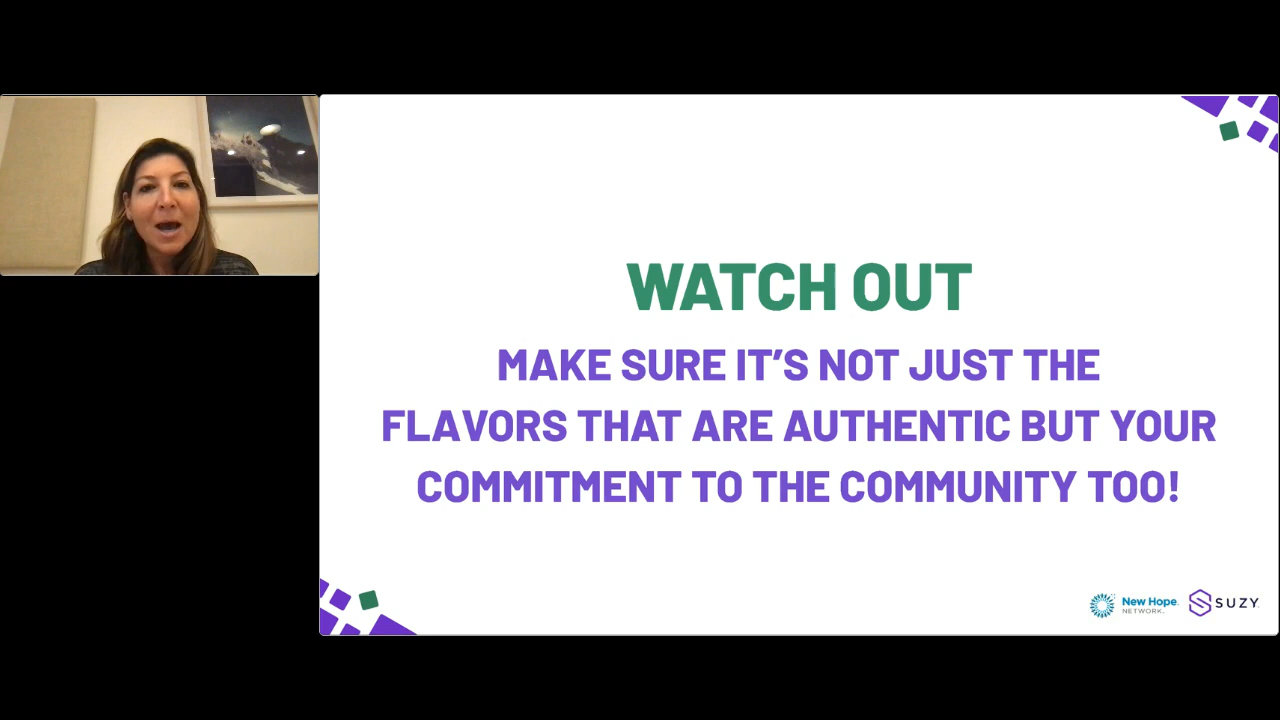 WATCH OUT
MAKE SURE IT’S NOT JUST THE
FLAVORS THAT ARE AUTHENTIC BUT YOUR
COMMITMENT TO THE COMMUNITY TOO!
New Hope
NETWORK
SUZY